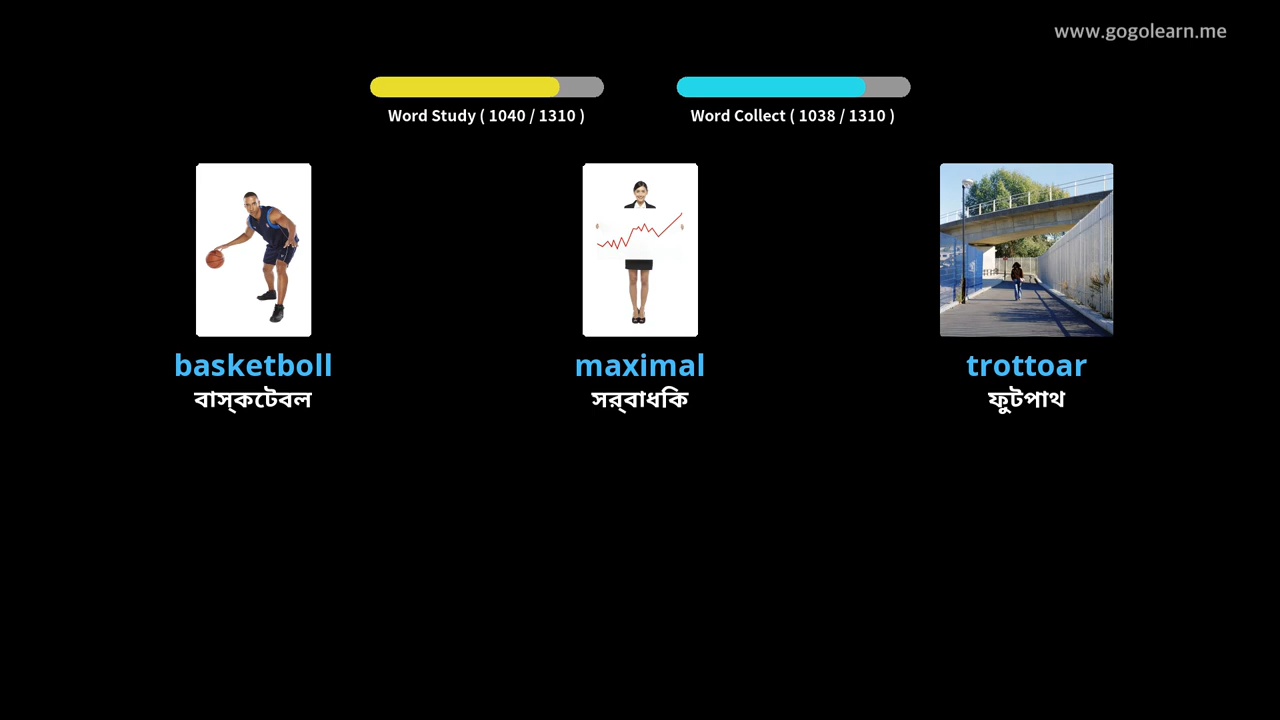 www.gogolearn.me
Word Study ( 1040 / 1310 )
Word Collect ( 1038 / 1310 )
basketboll
maximal
trottoar
বাস্কেটবল
সর্বাধিক
ফুটপাথ